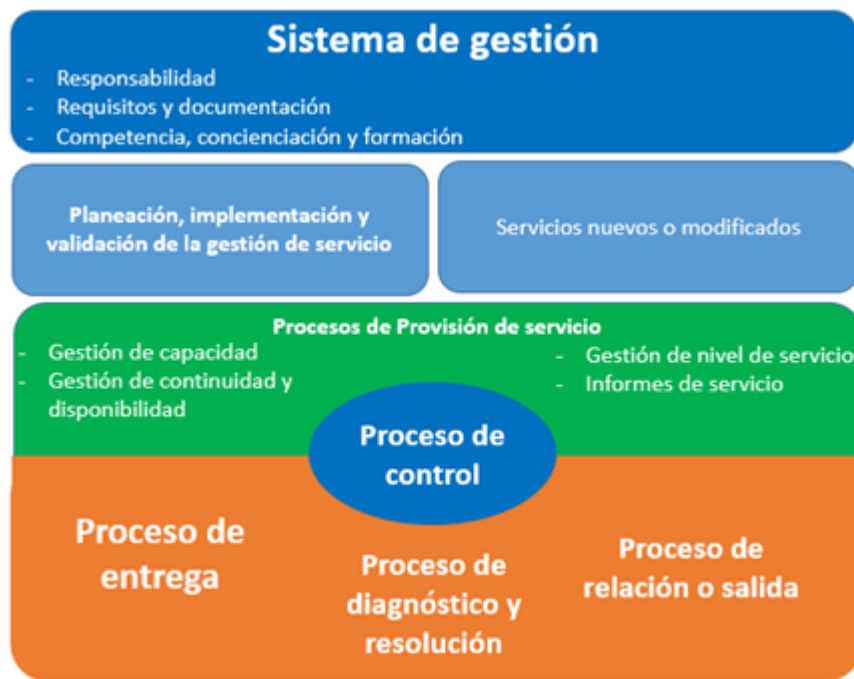 Sistema de gestión
- Responsabilidad
- Requisitos y documentación
- Competencia, concienciación y formación
Planeación, implementación y
validación de la gestión de servicio
Servicios nuevos o modificados
Procesos de Provisión de servicio
- Gestión de capacidad
- Gestión de continuidad y
disponibilidad
- Gestión de nivel de servicio
- Informes de servicio
Proceso de
control
Proceso de
entrega
Proceso de
diagnóstico y
resolución
Proceso de
relación o salida